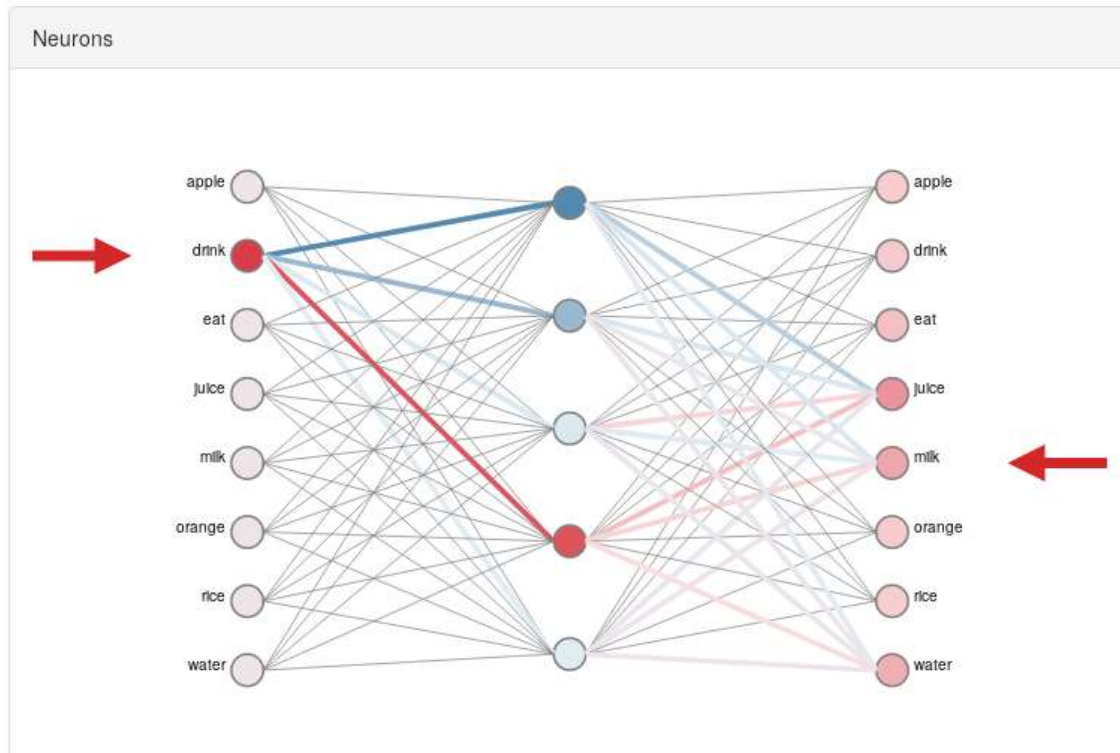 Neurons
apple
drink
eat
juice
milk
orange
rice
water
apple
drink
eat
juice
milk
orange
rice
water